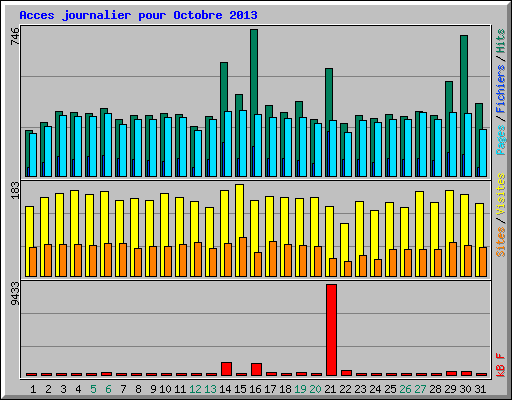 Acces journalier pour Octobre 2013
746
Pages / Fichiers / Hits
183
Sites / Visites
9433
kB F
1 2 3 4 5 6 7 8 9 10 11 12 13 14 15 16 17 18 19 20 21 22 23 24 25 26 27 28 29 30 31